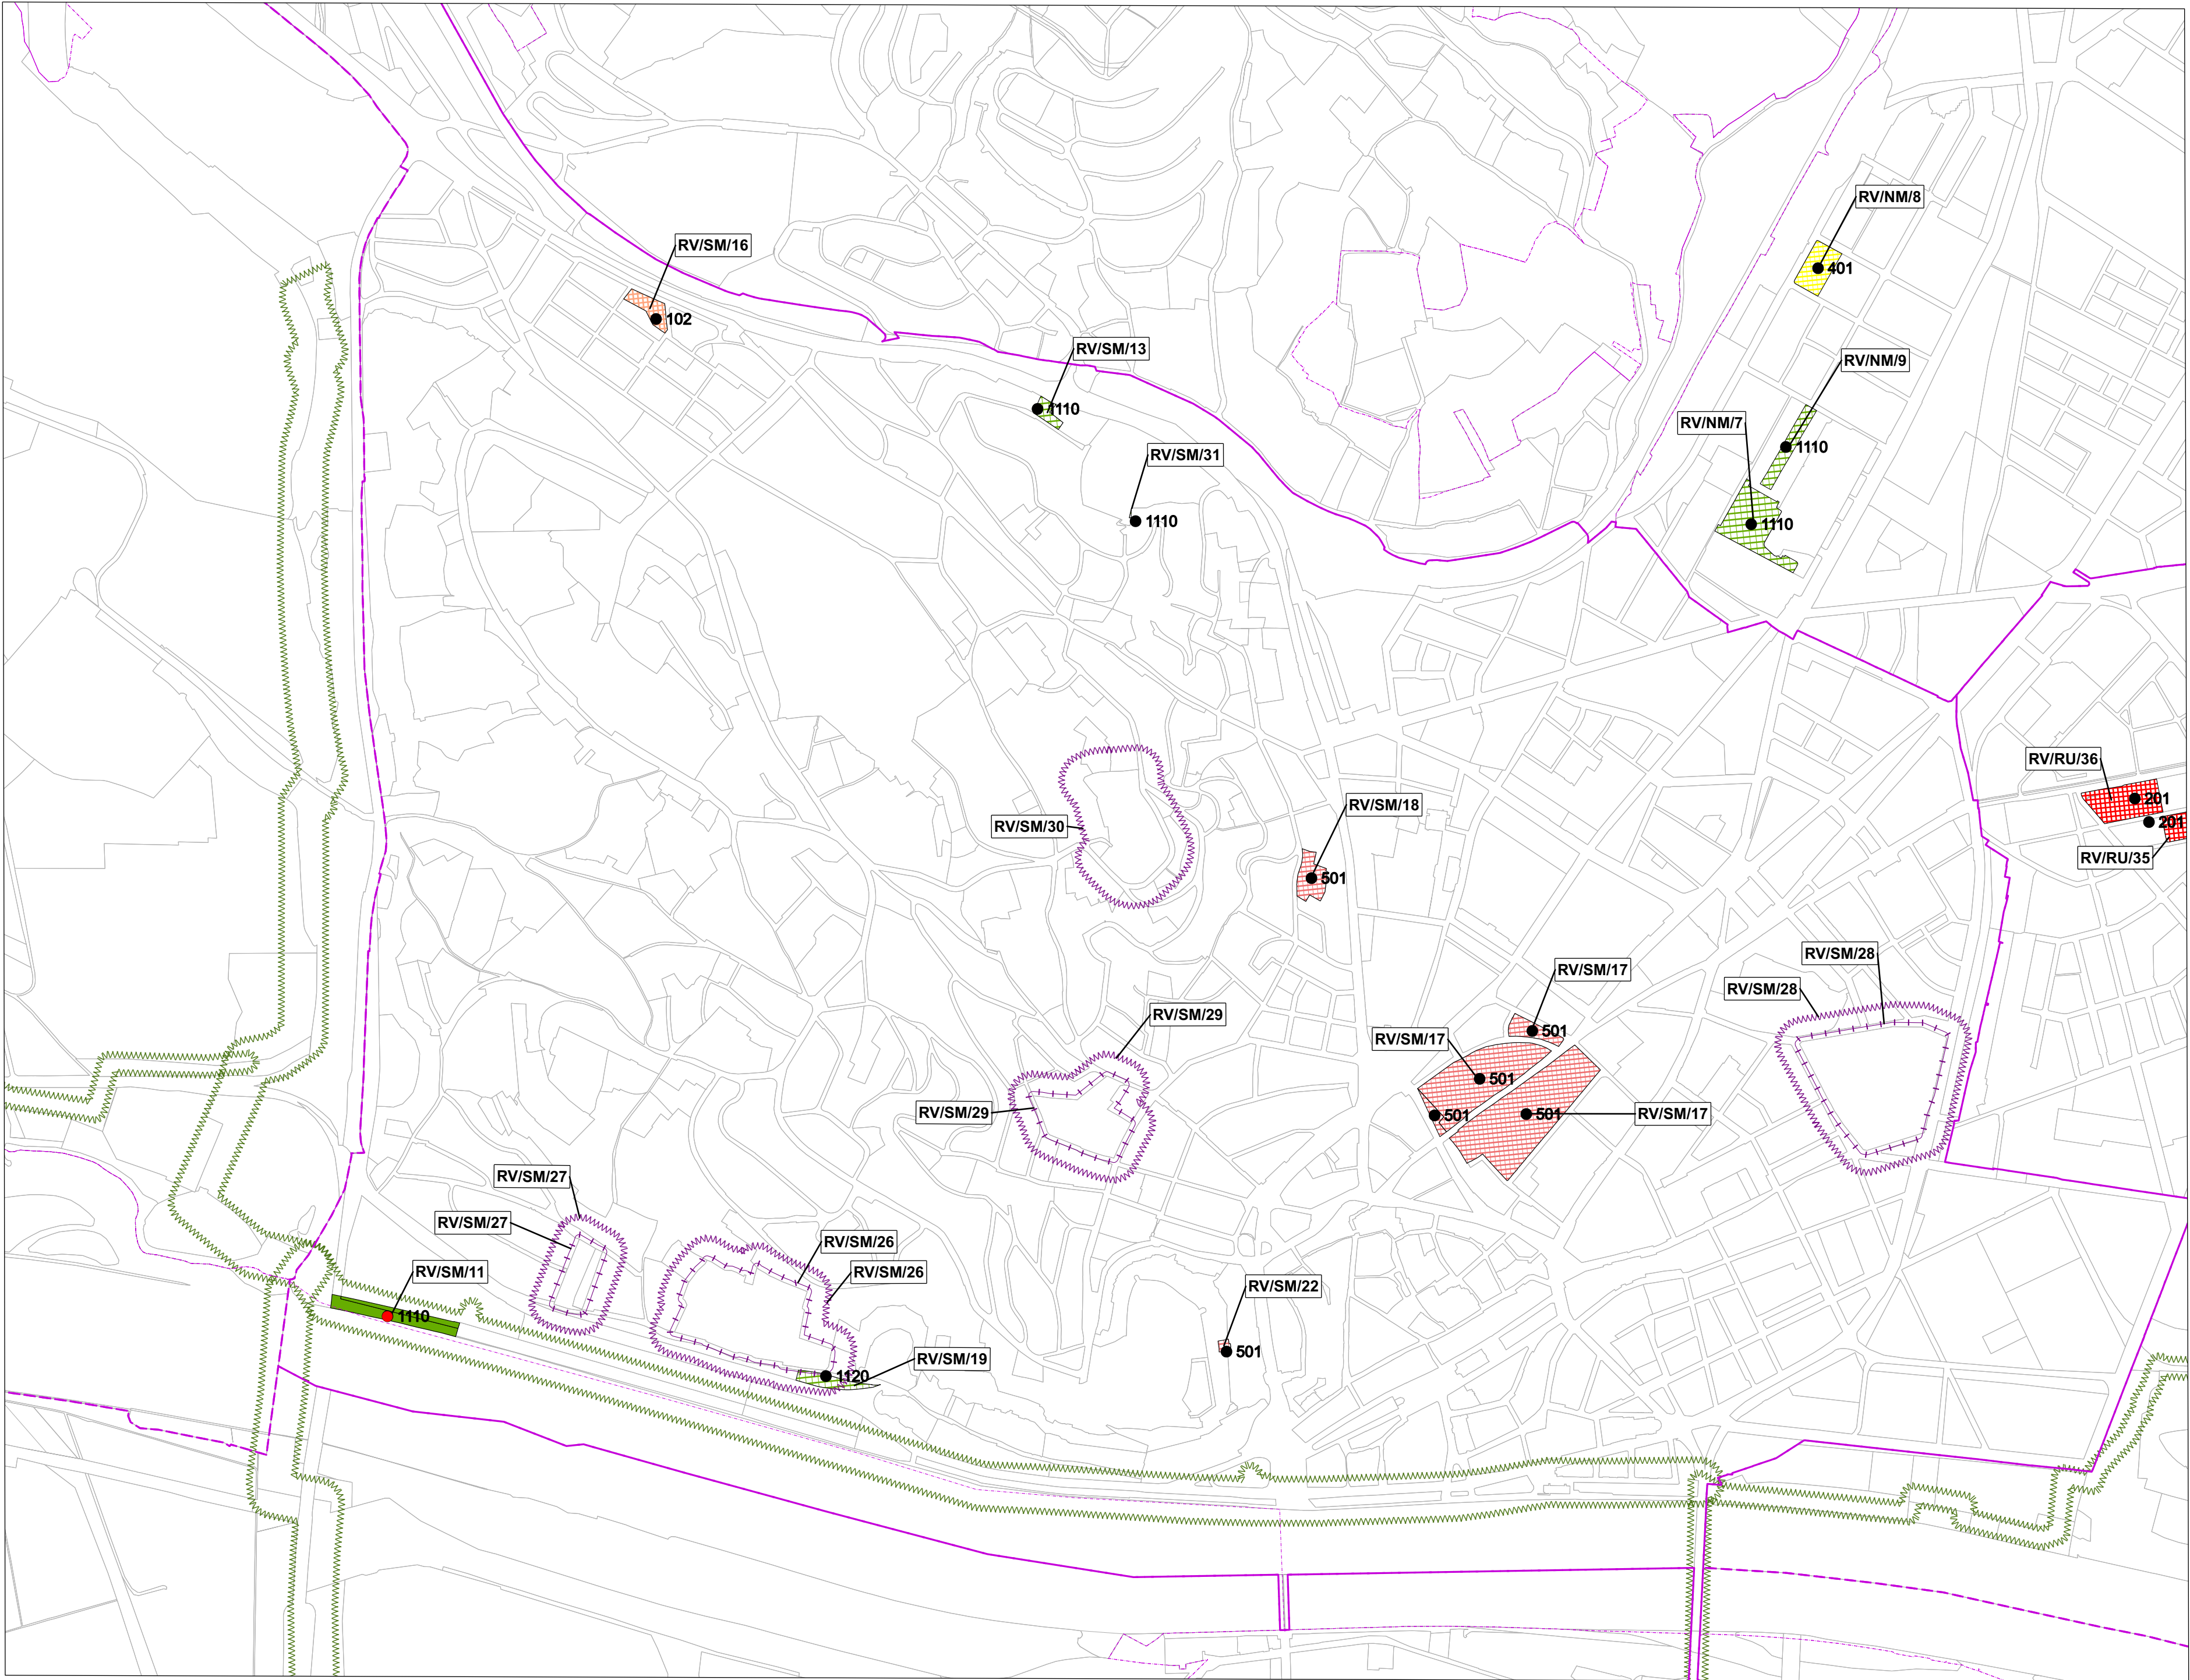 RV/NM/8
RV/SM/16
401
102
RV/SM/13
RV/NM/9
1110
RV/NM/7
1110
RV/SM/31
1110
1110
RV/RU/36
201
RV/SM/18
RV/SM/30
201
RV/RU/35
501
RV/SM/28
RV/SM/17
RV/SM/28
RV/SM/29
501
RV/SM/17
501
RV/SM/29
501
501
RV/SM/17
RV/SM/27
RV/SM/27
RV/SM/26
RV/SM/11
RV/SM/26
RV/SM/22
1110
501
RV/SM/19
1120